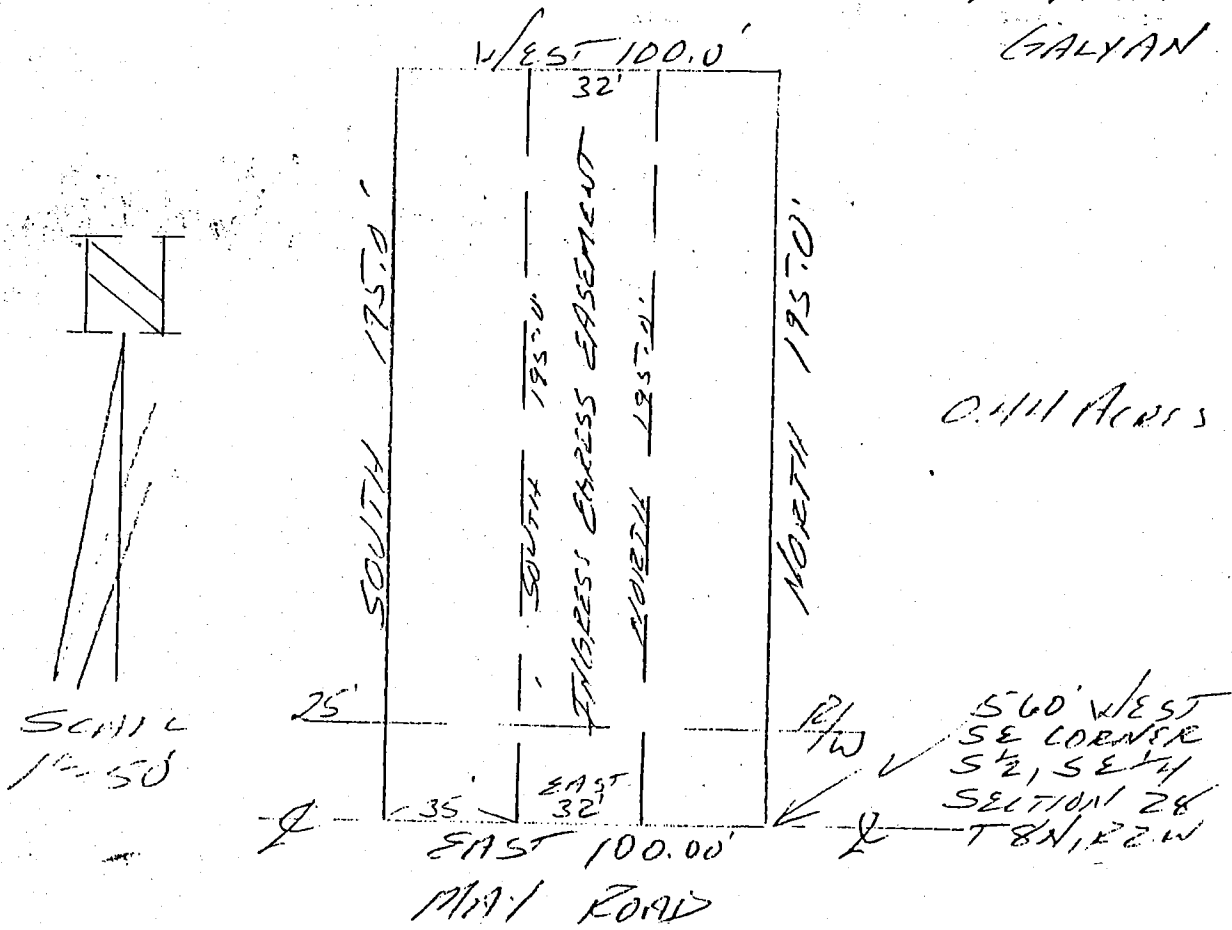 GALYAN
WEST 100.0'
32'
N
SOUTH 195.0'
SOUTH 195.0'
INGRESS EGRESS EASEMENT
NORTH 195.0'
NORTH 195.0'
0.44 ACRES
SCALE
1"=50'
25'
R/W
560' WEST
SE CORNER
S½, SE¼
SECTION 28
T8N, R2W
35'
EAST
32'
EAST 100.00'
MAY ROAD